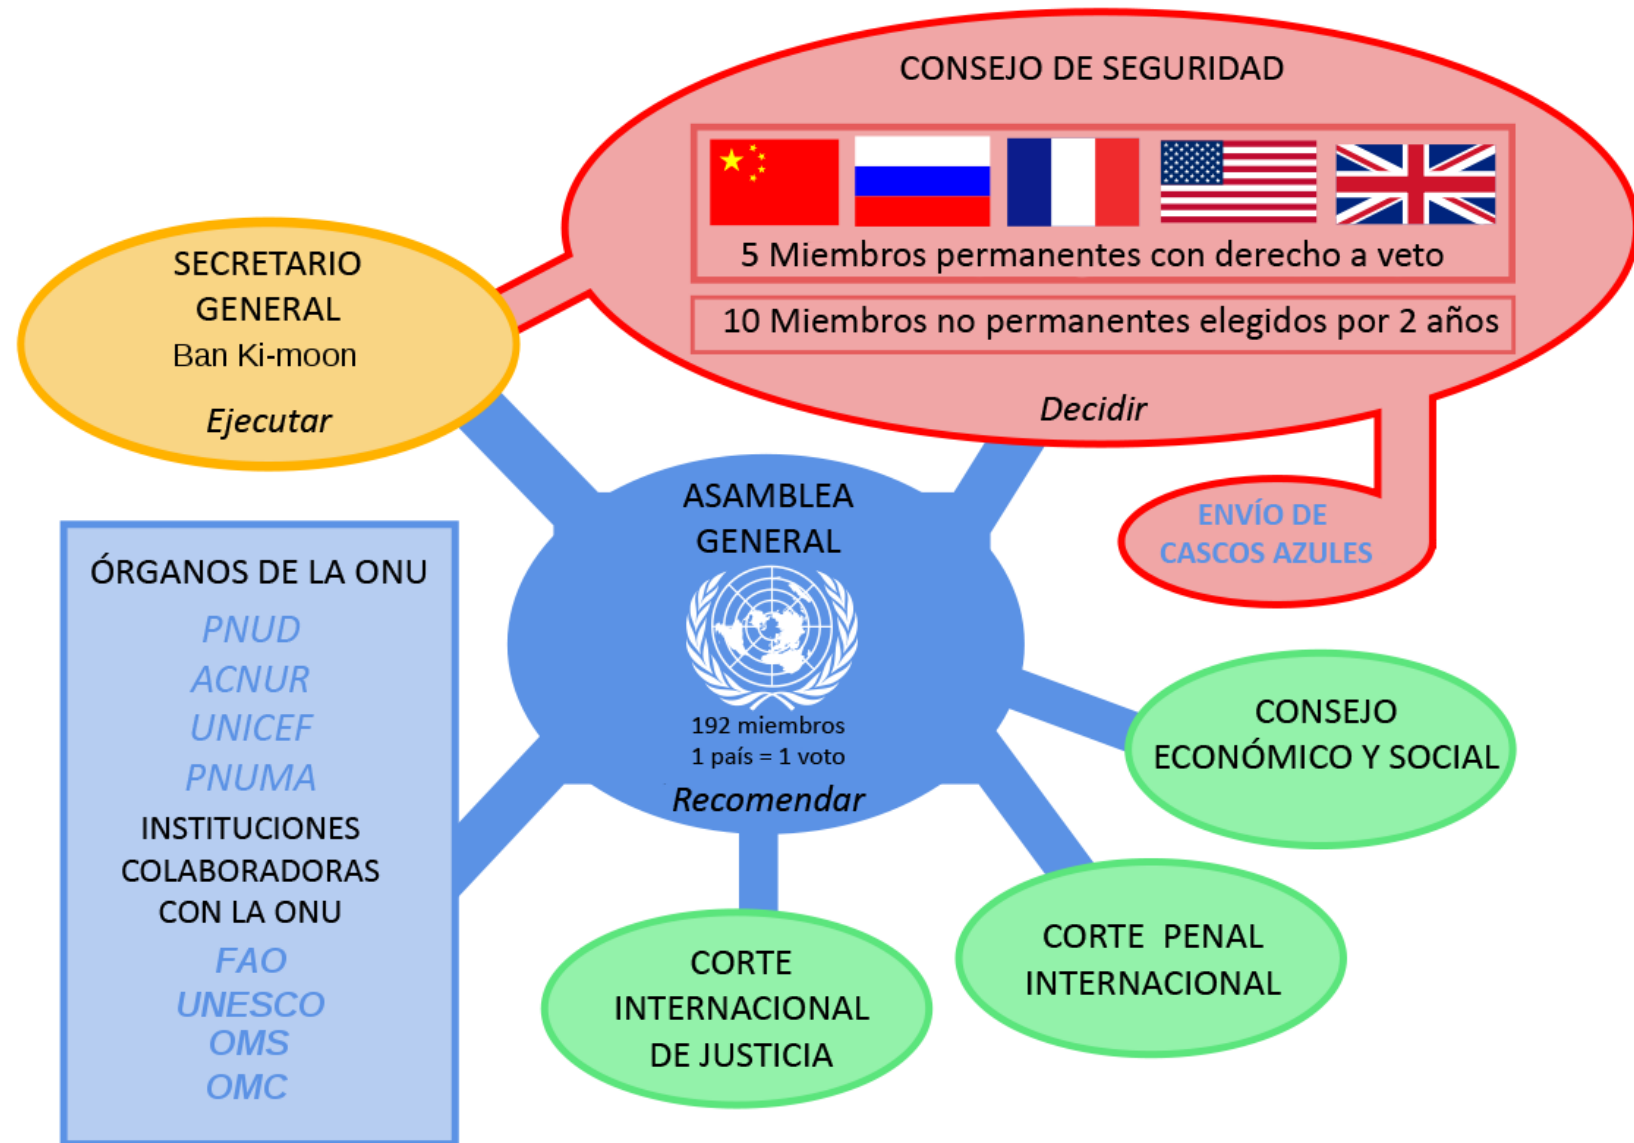 CONSEJO DE SEGURIDAD
5 Miembros permanentes con derecho a veto
10 Miembros no permanentes elegidos por 2 años
Decidir
ENVÍO DE
CASCOS AZULES
SECRETARIO
GENERAL
Ban Ki-moon
Ejecutar
ASAMBLEA
GENERAL
192 miembros
1 país = 1 voto
Recomendar
ÓRGANOS DE LA ONU
PNUD
ACNUR
UNICEF
PNUMA
INSTITUCIONES
COLABORADORAS
CON LA ONU
FAO
UNESCO
OMS
OMC
CONSEJO
ECONÓMICO Y SOCIAL
CORTE PENAL
INTERNACIONAL
CORTE
INTERNACIONAL
DE JUSTICIA